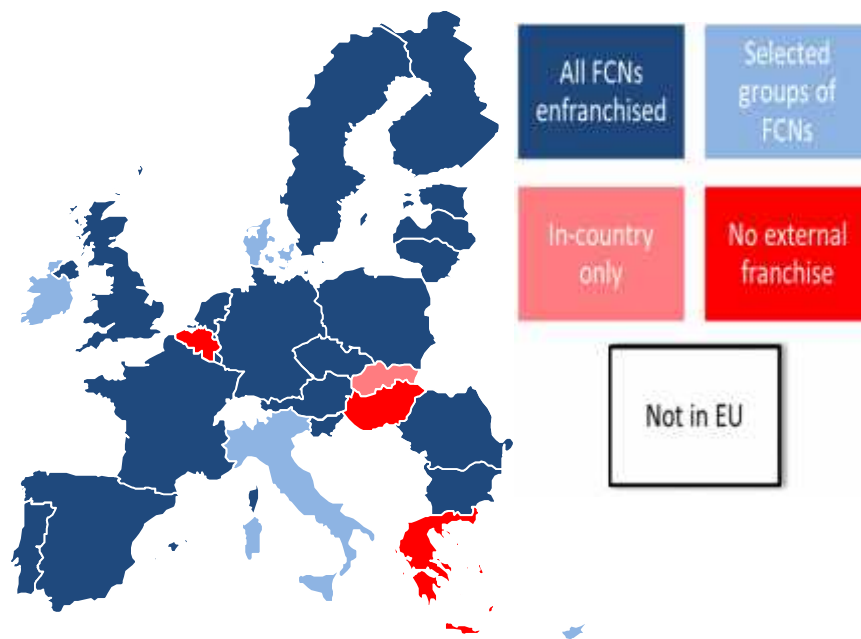 All FCNs
enfranchised
Selected
groups of
FCNs
In-country
only
No external
franchise
Not in EU